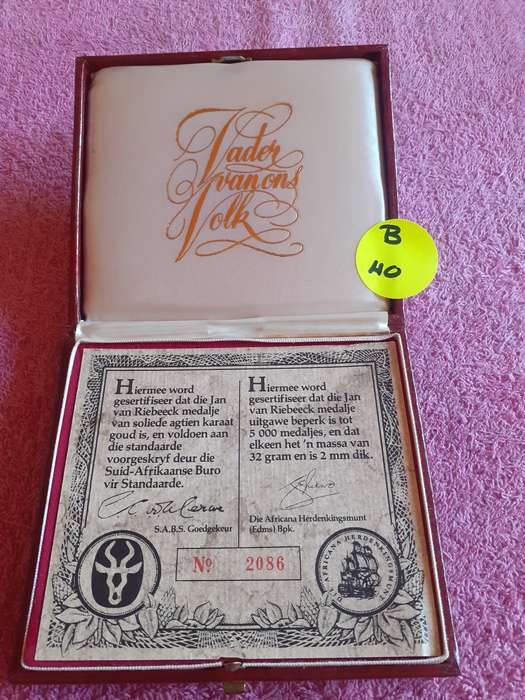 Vader
van ons
Volk
B
40
Hiermee word
gesertifiseer dat die Jan
van Riebeeck medalje
van soliede agtien karaat
goud is, en voldoen aan
die standaarde
voorgeskryf deur die
Suid-Afrikaanse Buro
vir Standaarde.
S.A.B.S. Goedgekeur
Hiermee word
gesertifiseer dat die Jan
van Riebeeck medalje
uitgawe beperk is tot
5 000 medaljes, en dat
elkeen het 'n massa van
32 gram en is 2 mm dik.
Die Africana Herdenkingsmunt
(Edms) Bpk.
No 2086
AFRICANA HERDENKINGSMUNT